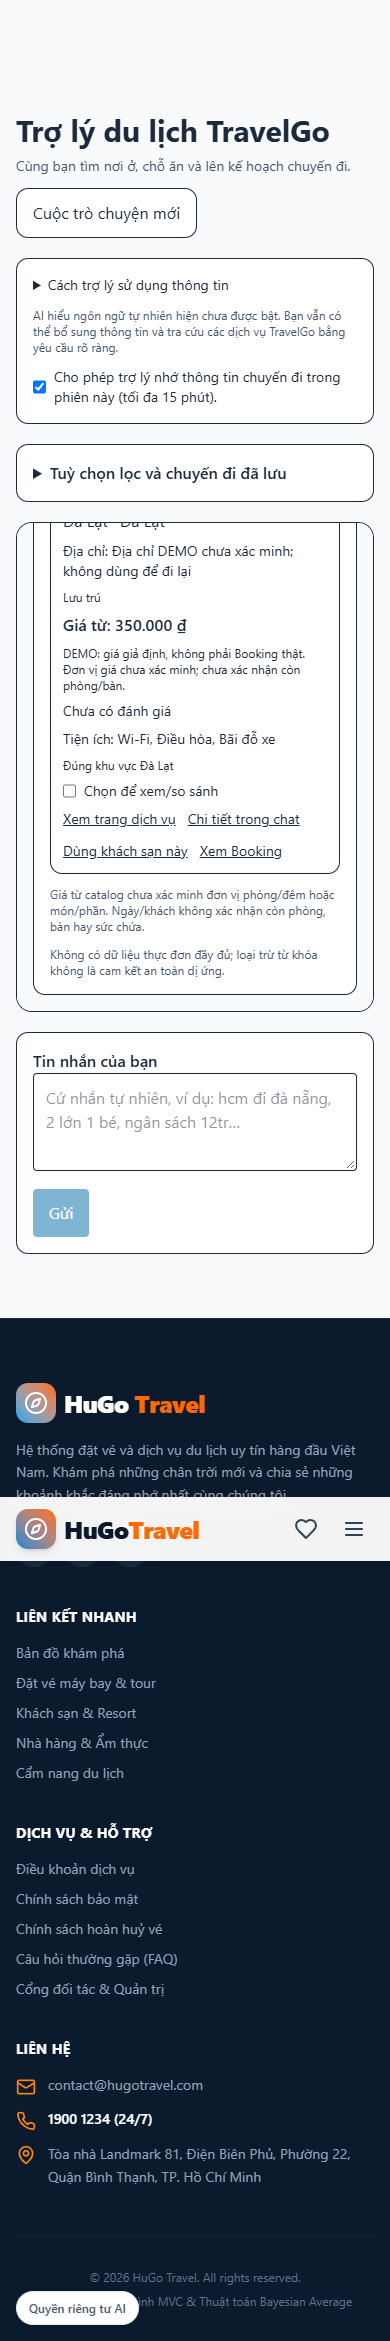 Trợ lý du lịch TravelGo
Cùng bạn tìm nơi ở, chỗ ăn và lên kế hoạch chuyến đi.
Cuộc trò chuyện mới
Cách trợ lý sử dụng thông tin
AI hiểu ngôn ngữ tự nhiên hiện chưa được bật. Bạn vẫn có
thể bổ sung thông tin và tra cứu các dịch vụ TravelGo bằng
yêu cầu rõ ràng.
Cho phép trợ lý nhớ thông tin chuyến đi trong
phiên này (tối đa 15 phút).
Tuỳ chọn lọc và chuyến đi đã lưu
Địa chỉ: Địa chỉ DEMO chưa xác minh;
không dùng để đi lại
Lưu trú
Giá từ: 350.000 ₫
DEMO: giá giả định, không phải Booking thật.
Đơn vị giá chưa xác minh; chưa xác nhận còn
phòng/bàn.
Chưa có đánh giá
Tiện ích: Wi-Fi, Điều hòa, Bãi đỗ xe
Đúng khu vực Đà Lạt
Chọn để xem/so sánh
Xem trang dịch vụ Chi tiết trong chat
Dùng khách sạn này Xem Booking
Giá từ catalog chưa xác minh đơn vị phòng/đêm hoặc
món/phần. Ngày/khách không xác nhận còn phòng,
bàn hay sức chứa.
Không có dữ liệu thực đơn đầy đủ; loại trừ từ khóa
không là cam kết an toàn dị ứng.
Tin nhắn của bạn
Cứ nhắn tự nhiên, ví dụ: hcm đi đà nẵng,
2 lớn 1 bé, ngân sách 12tr...
Gửi
HuGo Travel
Hệ thống đặt vé và dịch vụ du lịch uy tín hàng đầu Việt
Nam. Khám phá những chân trời mới và chia sẻ những
khoảnh khắc đáng nhớ nhất cùng chúng tôi
HuGoTravel
LIÊN KẾT NHANH
Bản đồ khám phá
Đặt vé máy bay & tour
Khách sạn & Resort
Nhà hàng & Ẩm thực
Cẩm nang du lịch
DỊCH VỤ & HỖ TRỢ
Điều khoản dịch vụ
Chính sách bảo mật
Chính sách hoàn huỷ vé
Câu hỏi thường gặp (FAQ)
Cổng đối tác & Quản trị
LIÊN HỆ
contact@hugotravel.com
1900 1234 (24/7)
Tòa nhà Landmark 81, Điện Biên Phủ, Phường 22,
Quận Bình Thạnh, TP. Hồ Chí Minh
© 2026 HuGo Travel. All rights reserved.
MVC & Thuật toán Bayesian Average
Quyền riêng tư AI